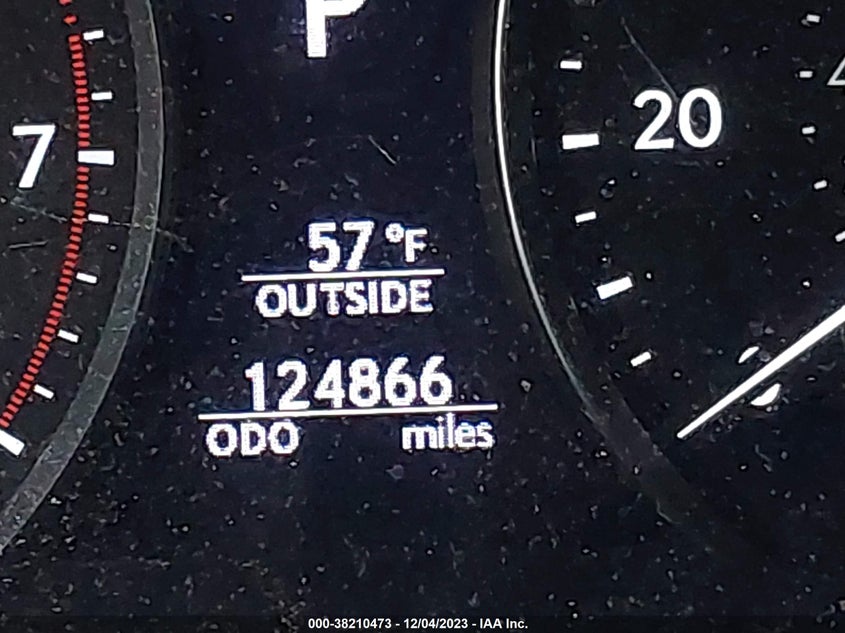 P
7
20
57 °F
OUTSIDE
124866
ODO miles
000-38210473 - 12/04/2023 - IAA Inc.